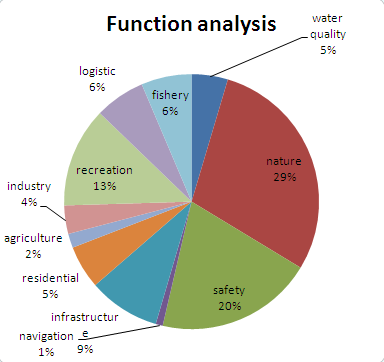 Function analysis
water
quality
5%
nature
29%
safety
20%
navigation
1%
infrastructur
e
9%
residential
5%
agriculture
2%
industry
4%
recreation
13%
logistic
6%
fishery
6%